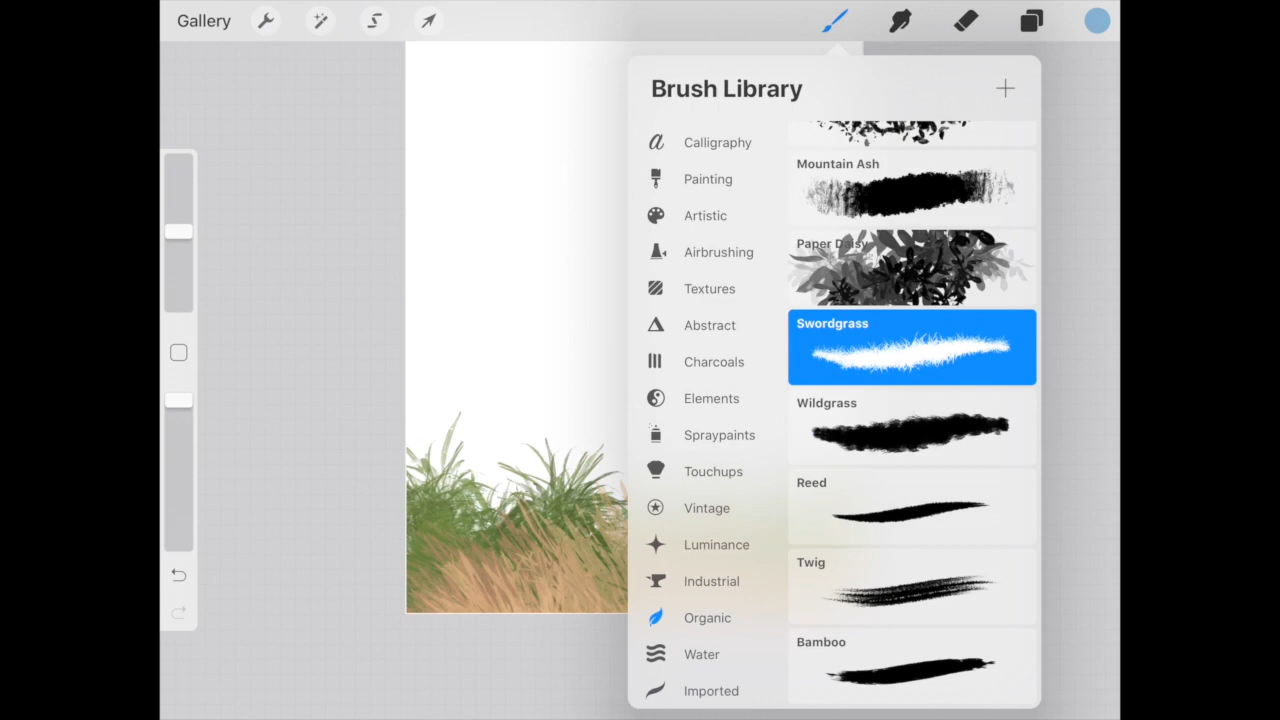 Gallery
Brush Library
Calligraphy
Painting
Artistic
Airbrushing
Textures
Abstract
Charcoals
Elements
Spraypaints
Touchups
Vintage
Luminance
Industrial
Organic
Water
Imported
Mountain Ash
Paper Daisy
Swordgrass
Wildgrass
Reed
Twig
Bamboo